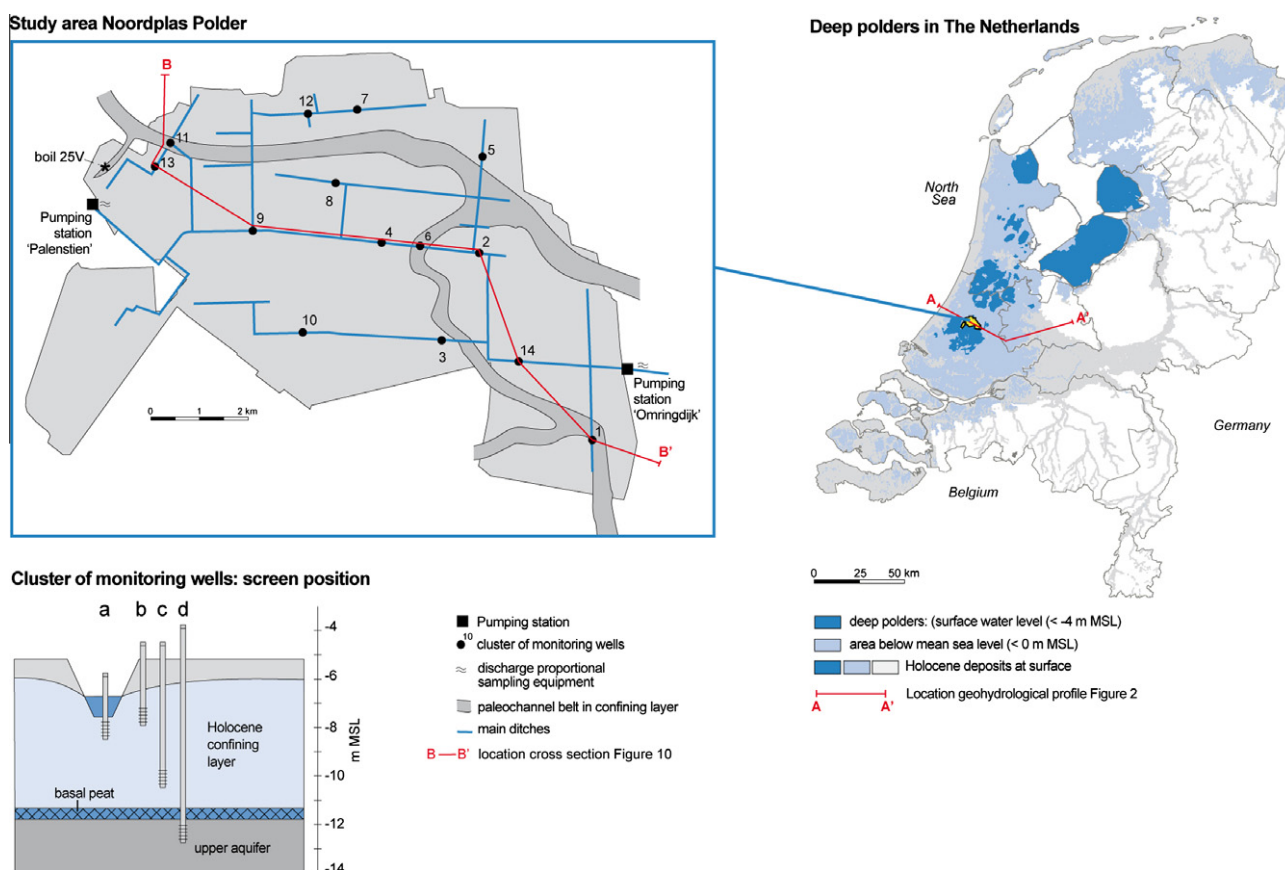 Study area Noordplas Polder
B
12
7
11
boil 25V
13
5
8
Pumping
station
'Palenstien'
9
4
6
2
10
3
14
0 1 2 km
Pumping
station
'Omringdijk'
1
B'
Deep polders in The Netherlands
North
Sea
A
A'
Germany
Belgium
0 25 50 km
deep polders: (surface water level (< -4 m MSL)
area below mean sea level (< 0 m MSL)
Holocene deposits at surface
A A' Location geohydrological profile Figure 2
Cluster of monitoring wells: screen position
a b c d
-4
-6
-8
-10
-12
-14
m MSL
Holocene
confining
layer
basal peat
upper aquifer
Pumping station
10 cluster of monitoring wells
discharge proportional
sampling equipment
paleochannel belt in confining layer
main ditches
B B' location cross section Figure 10